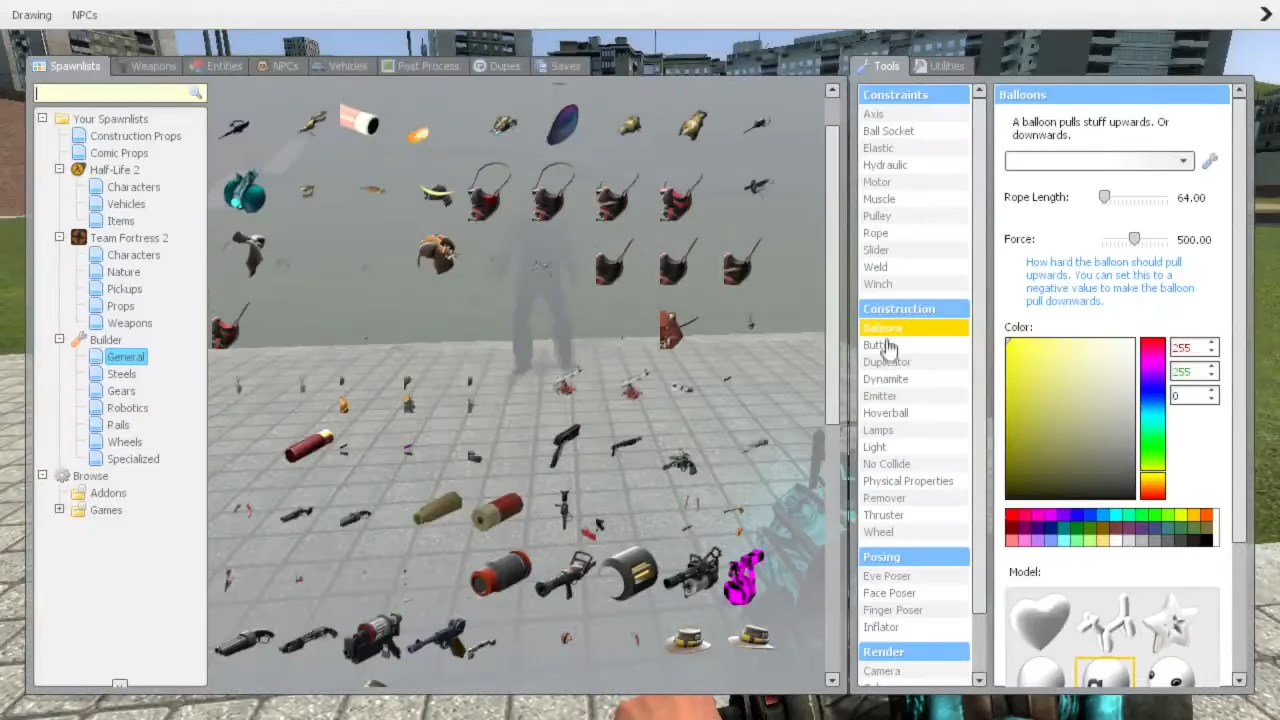 Drawing NPCs
Spawnlists Weapons Entities NPCs Vehicles Post Process Dupes Saves
Your Spawnlists
Construction Props
Comic Props
Half-Life 2
Characters
Vehicles
Items
Team Fortress 2
Characters
Nature
Pickups
Props
Weapons
Builder
General
Steels
Gears
Robotics
Rails
Wheels
Specialized
Browse
Addons
Games
Tools Utilities
Constraints
Axis
Ball Socket
Elastic
Hydraulic
Motor
Muscle
Pulley
Rope
Slider
Weld
Winch
Construction
Balloons
Duplicator
Dynamite
Emitter
Hoverball
Lamps
Light
No Collide
Physical Properties
Remover
Thruster
Wheel
Posing
Eye Poser
Face Poser
Finger Poser
Inflator
Render
Camera
Balloons
A balloon pulls stuff upwards. Or
downwards.
Rope Length: 64.00
Force: 500.00
How hard the balloon should pull
upwards. You can set this to a
negative value to make the balloon
pull downwards.
Color:
255
255
0
Model: